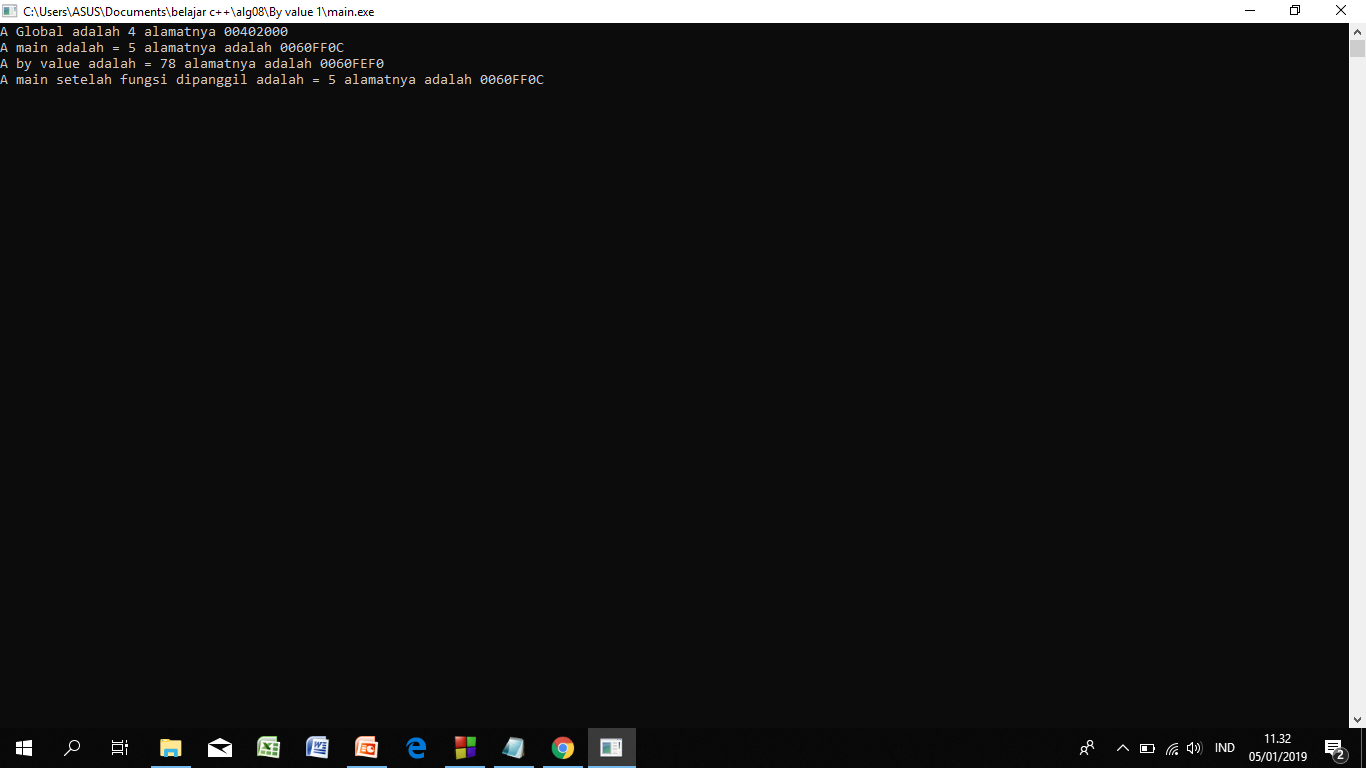 C:\Users\ASUS\Documents\belajar c++\alg08\By value 1\main.exe
A Global adalah 4 alamatnya 00402000
A main adalah = 5 alamatnya adalah 0060FF0C
A by value adalah = 78 alamatnya adalah 0060FEF0
A main setelah fungsi dipanggil adalah = 5 alamatnya adalah 0060FF0C
IND
11.32
05/01/2019
2